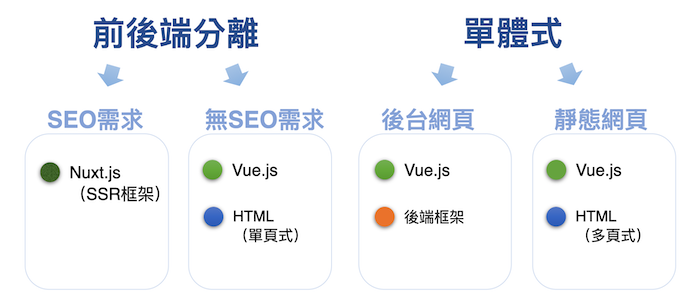 前後端分離
單體式
SEO需求
無SEO需求
後台網頁
靜態網頁
Nuxt.js
（SSR框架）
Vue.js
HTML
（單頁式）
Vue.js
後端框架
Vue.js
HTML
（多頁式）